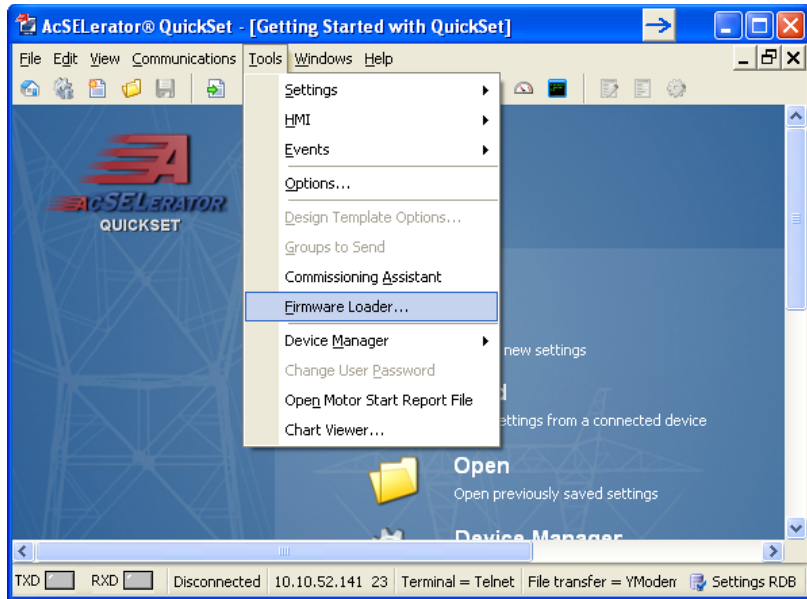 AcSELerator® QuickSet - [Getting Started with QuickSet]
File Edit View Communications Tools Windows Help
Settings
HMI
Events
Options...
Design Template Options...
Groups to Send
Commissioning Assistant
Firmware Loader...
Device Manager
Change User Password
Open Motor Start Report File
Chart Viewer...
ACSELERATOR
QUICKSET
new settings
ettings from a connected device
Open
Open previously saved settings
Device Manager
TXD RXD Disconnected 10.10.52.141 23 Terminal = Telnet File transfer = YModem Settings RDB